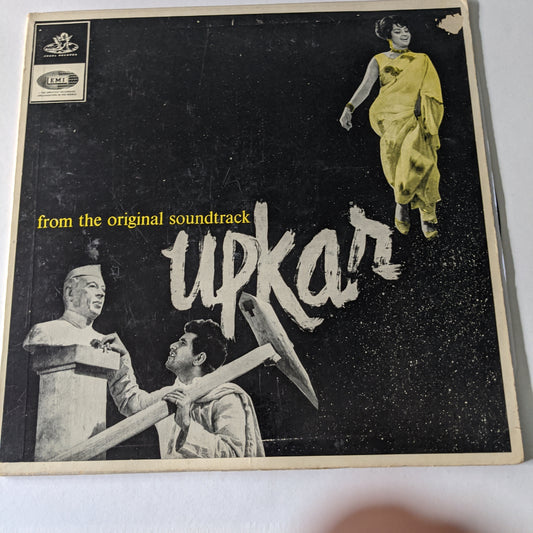 EMI
from the original soundtrack
upkar